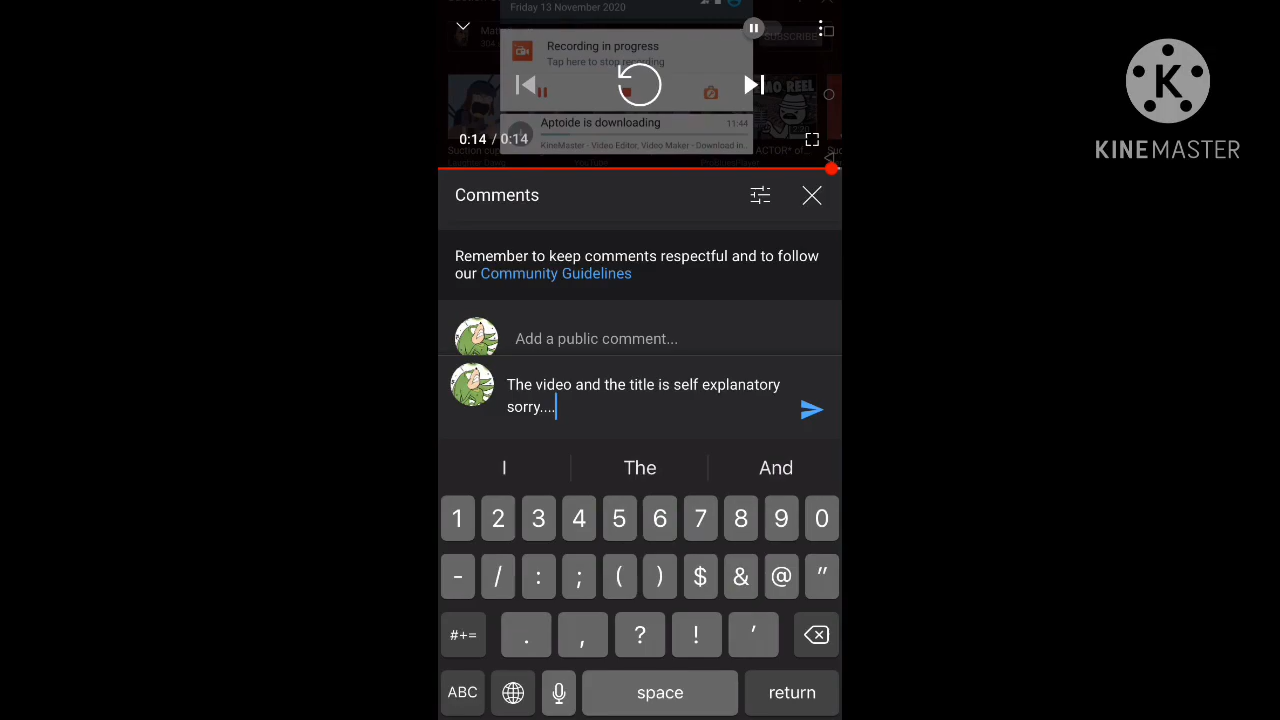 Friday 13 November 2020
SUBSCRIBE
Recording in progress
Tap here to stop recording
Aptoide is downloading 11:44
KineMaster - Video Editor, Video Maker - Download in...
0:14 / 0:14
YouTube
Comments
Remember to keep comments respectful and to follow
our Community Guidelines
Add a public comment...
The video and the title is self explanatory
sorry....
I The And
1 2 3 4 5 6 7 8 9 0
- / : ; ( ) $ & @ "
#+= . , ? ! '
ABC space return
K
KINEMASTER